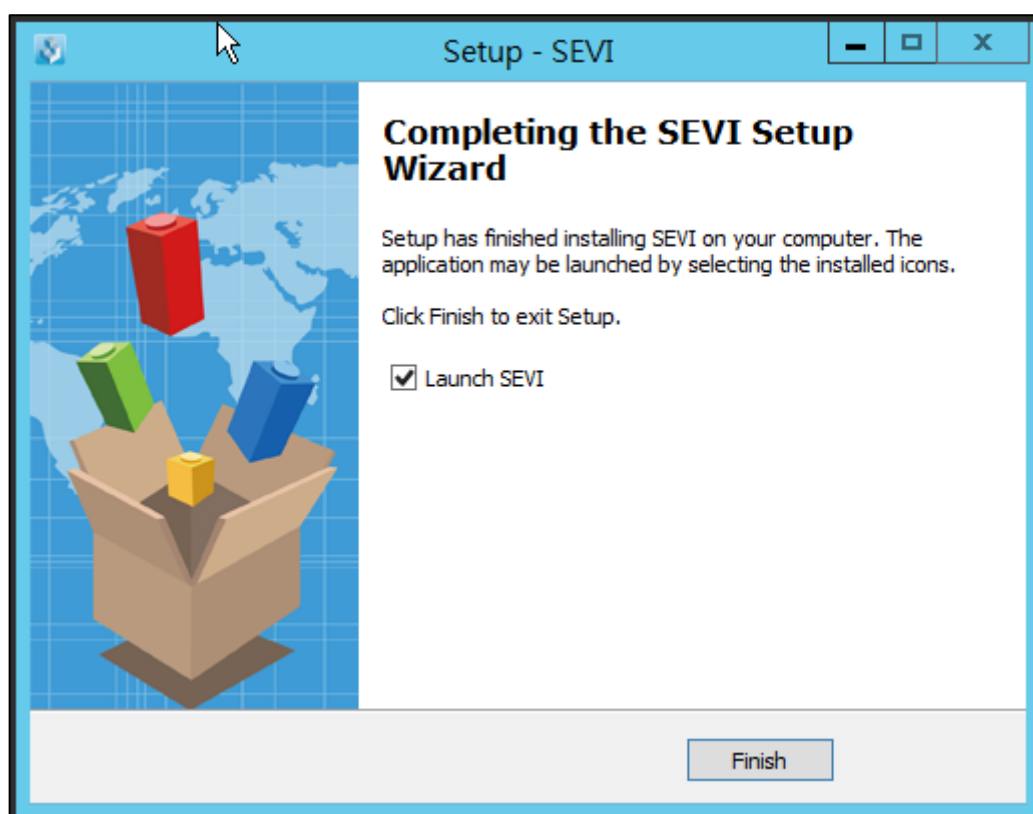 Setup - SEVI
Completing the SEVI Setup
Wizard
Setup has finished installing SEVI on your computer. The
application may be launched by selecting the installed icons.
Click Finish to exit Setup.
Launch SEVI
Finish